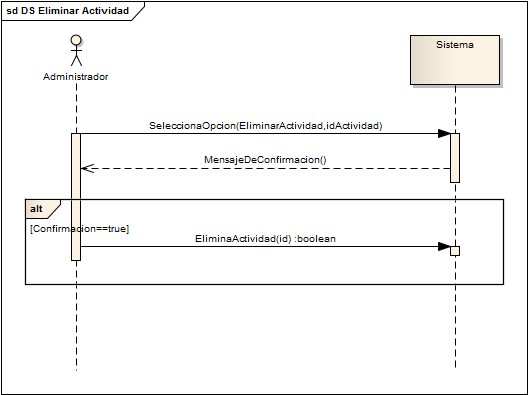 sd DS Eliminar Actividad
Administrador
Sistema
SeleccionaOpcion(EliminarActividad,idActividad)
MensajeDeConfirmacion()
alt
[Confirmacion==true]
EliminaActividad(id) :boolean